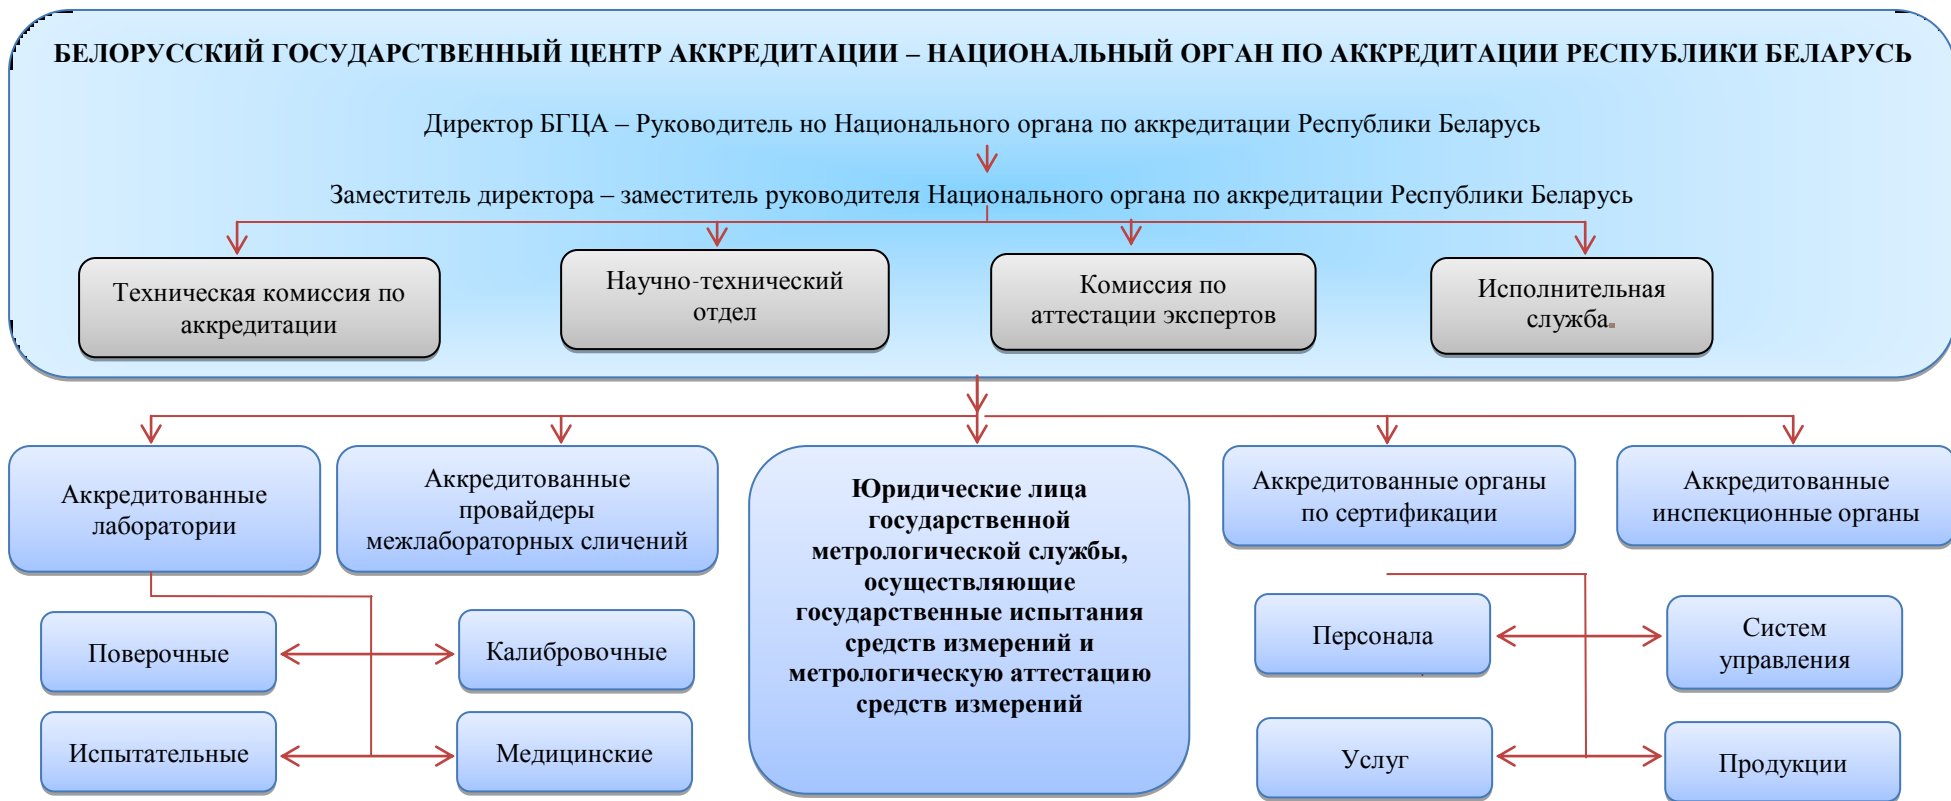 БЕЛОРУССКИЙ ГОСУДАРСТВЕННЫЙ ЦЕНТР АККРЕДИТАЦИИ – НАЦИОНАЛЬНЫЙ ОРГАН ПО АККРЕДИТАЦИИ РЕСПУБЛИКИ БЕЛАРУСЬ
Директор БГЦА – Руководитель но Национального органа по аккредитации Республики Беларусь
Заместитель директора – заместитель руководителя Национального органа по аккредитации Республики Беларусь
Техническая комиссия по
аккредитации
Научно-технический
отдел
Комиссия по
аттестации экспертов
Исполнительная
служба.
Аккредитованные
лаборатории
Аккредитованные
провайдеры
межлабораторных сличений
Юридические лица
государственной
метрологической службы,
осуществляющие
государственные испытания
средств измерений и
метрологическую аттестацию
средств измерений
Аккредитованные органы
по сертификации
Аккредитованные
инспекционные органы
Поверочные
Калибровочные
Испытательные
Медицинские
Персонала
Систем
управления
Услуг
Продукции